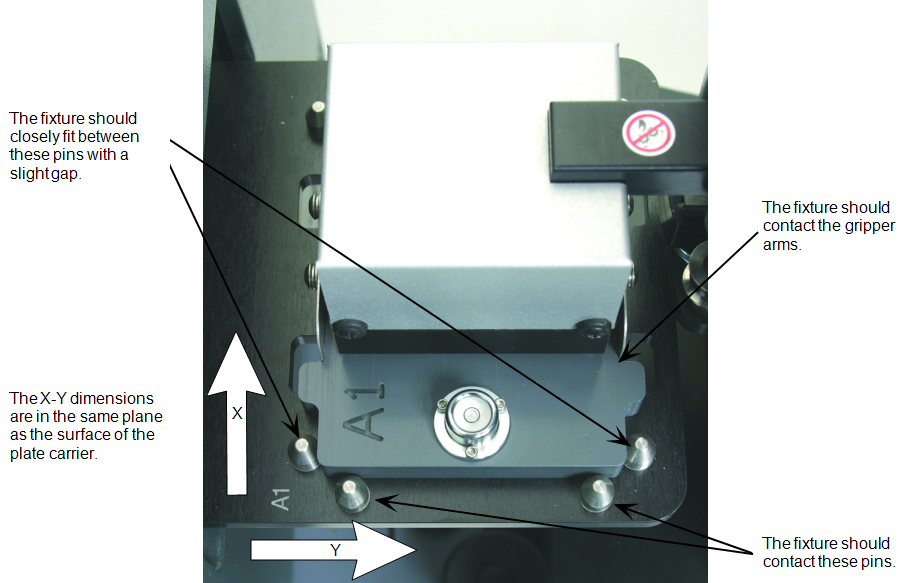 The fixture should
closely fit between
these pins with a
slight gap.
The fixture should
contact the gripper
arms.
The X-Y dimensions
are in the same plane
as the surface of the
plate carrier.
X
A1
A1
Y
The fixture should
contact these pins.